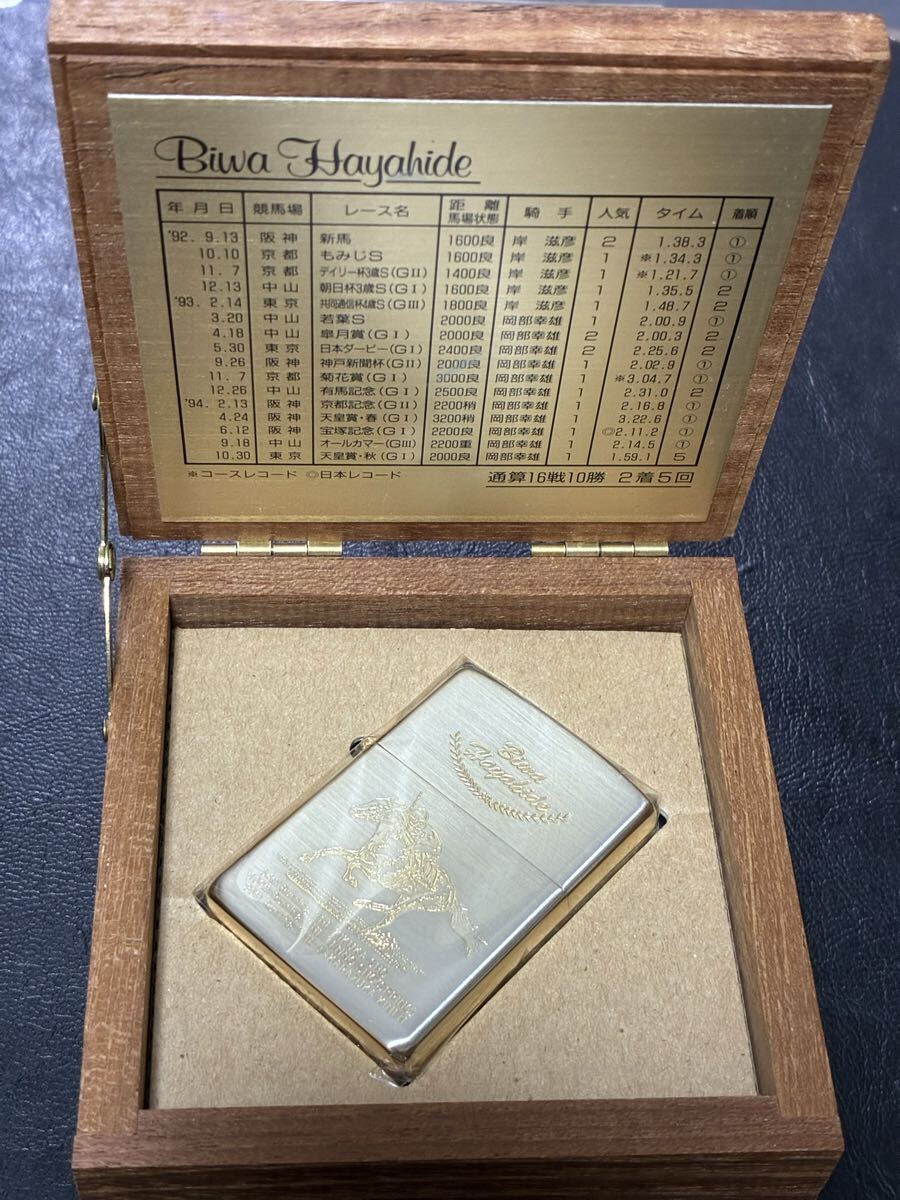 Biwa Hayahide
年月日 競馬場 レース名 距離 馬場状態 騎手 人気 タイム 着順
'92. 9.13 阪神 新馬 1600良 岸 滋彦 2 1.38.3 ①
10.10 京都 もみじS 1600良 岸 滋彦 1 ※1.34.3 ①
11. 7 京都 デイリー杯3歳S(GII) 1400良 岸 滋彦 1 ※1.21.7 ①
12.13 中山 朝日杯3歳S(GI) 1600良 岸 滋彦 1 1.35.5 2
'93. 2.14 東京 共同通信杯4歳S(GIII) 1800良 岸 滋彦 1 1.48.7 2
3.20 中山 若葉S 2000良 岡部幸雄 1 2.00.9 ①
4.18 中山 皐月賞(GI) 2000良 岡部幸雄 2 2.00.3 2
5.30 東京 日本ダービー(GI) 2400良 岡部幸雄 2 2.25.6 2
9.26 阪神 神戸新聞杯(GII) 2000良 岡部幸雄 1 2.02.9 ①
11. 7 京都 菊花賞(GI) 3000良 岡部幸雄 1 ※3.04.7 ①
12.26 中山 有馬記念(GI) 2500良 岡部幸雄 1 2.31.0 2
'94. 2.13 阪神 京都記念(GII) 2200稍 岡部幸雄 1 2.16.8 ①
4.24 阪神 天皇賞・春(GI) 3200稍 岡部幸雄 1 3.22.6 ①
6.12 阪神 宝塚記念(GI) 2200良 岡部幸雄 1 ◎2.11.2 ①
9.18 中山 オールカマー(GIII) 2200重 岡部幸雄 1 2.14.5 ①
10.30 東京 天皇賞・秋(GI) 2000良 岡部幸雄 1 1.59.1 5
※コースレコード ◎日本レコード 通算16戦10勝 2着5回
Biwa
Hayahide